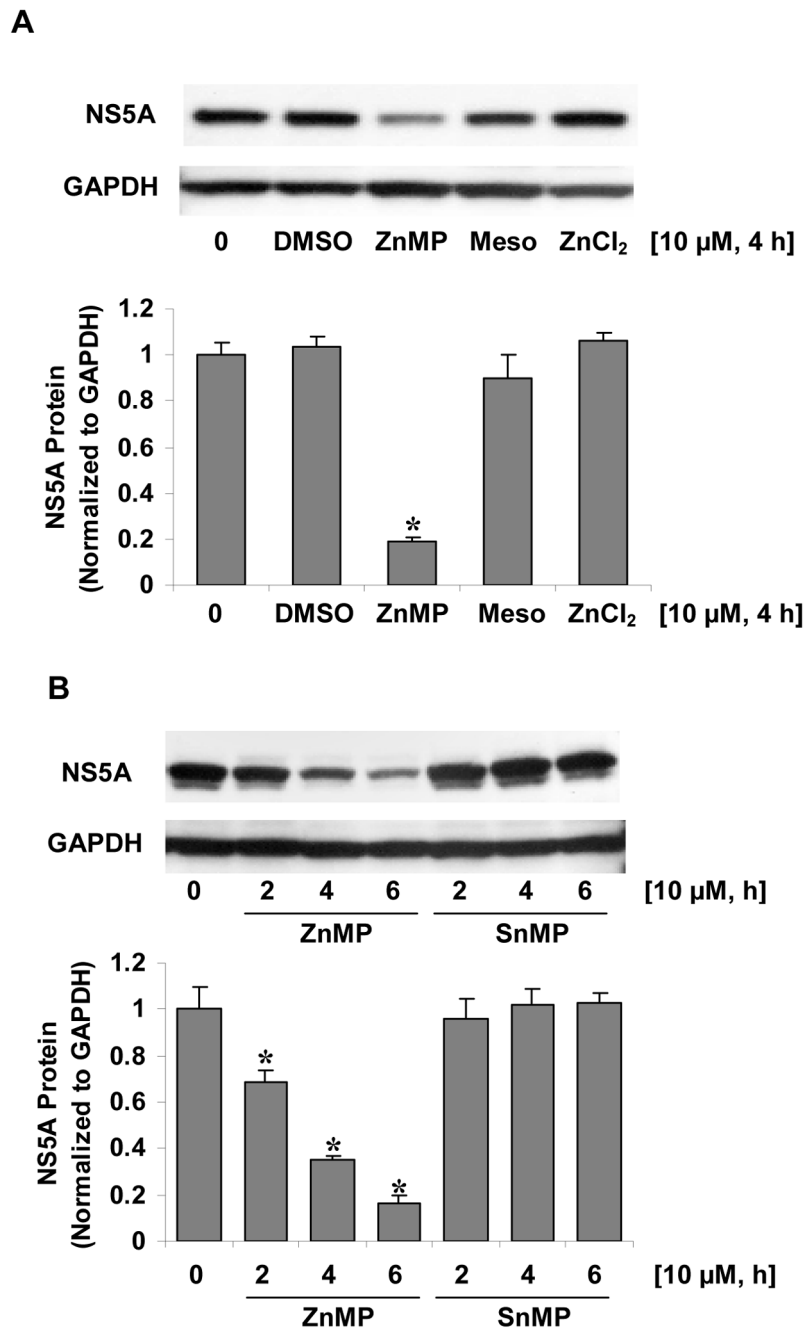 A
NS5A
GAPDH
0 DMSO ZnMP Meso ZnCl₂ [10 µM, 4 h]
NS5A Protein
(Normalized to GAPDH)
1.2
1
0.8
0.6
0.4
0.2
0
*
0 DMSO ZnMP Meso ZnCl₂ [10 µM, 4 h]
B
NS5A
GAPDH
0 2 4 6 2 4 6 [10 µM, h]
ZnMP SnMP
NS5A Protein
(Normalized to GAPDH)
1.2
1
0.8
0.6
0.4
0.2
0
*
*
*
0 2 4 6 2 4 6 [10 µM, h]
ZnMP SnMP